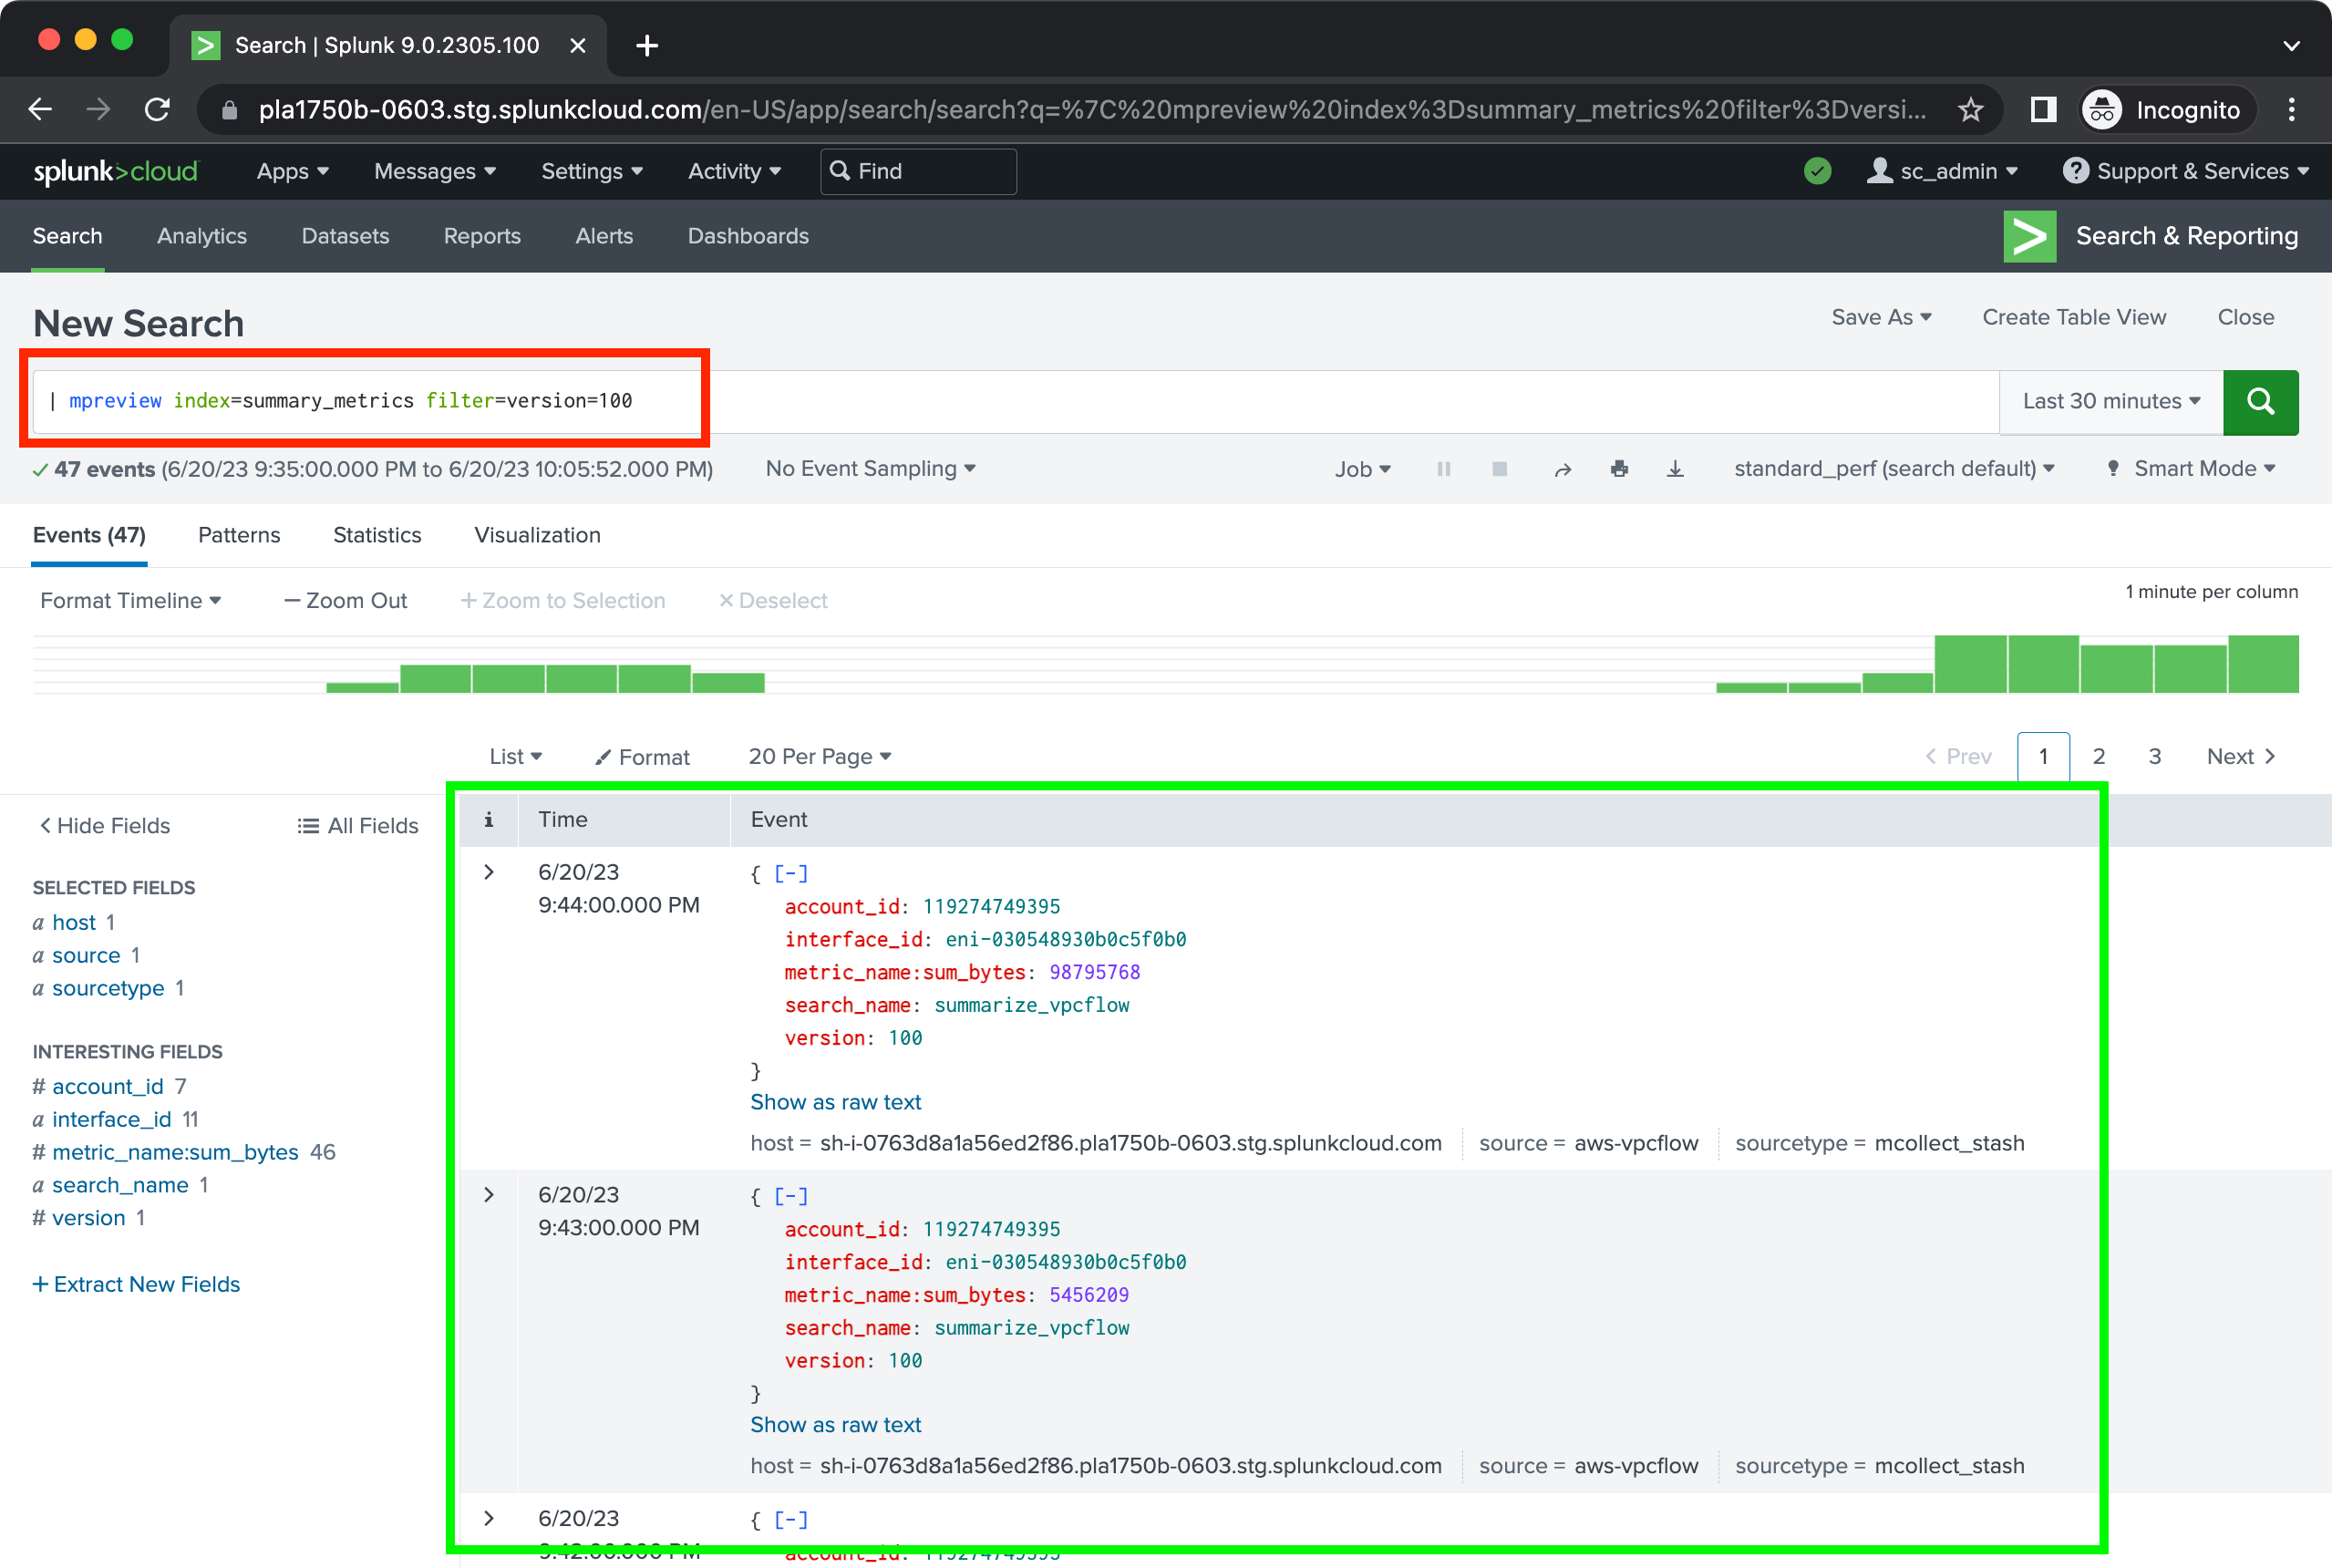 Search | Splunk 9.0.2305.100
pla1750b-0603.stg.splunkcloud.com/en-US/app/search/search?q=%7C%20mpreview%20index%3Dsummary_metrics%20filter%3Dversi...
Incognito
splunk>cloud Apps Messages Settings Activity Find sc_admin Support & Services
Search Analytics Datasets Reports Alerts Dashboards Search & Reporting
New Search Save As Create Table View Close
| mpreview index=summary_metrics filter=version=100 Last 30 minutes
47 events (6/20/23 9:35:00.000 PM to 6/20/23 10:05:52.000 PM) No Event Sampling Job standard_perf (search default) Smart Mode
Events (47) Patterns Statistics Visualization
Format Timeline — Zoom Out + Zoom to Selection × Deselect 1 minute per column
List Format 20 Per Page < Prev 1 2 3 Next >
< Hide Fields All Fields
SELECTED FIELDS
a host 1
a source 1
a sourcetype 1
INTERESTING FIELDS
# account_id 7
a interface_id 11
# metric_name:sum_bytes 46
a search_name 1
# version 1
+ Extract New Fields
i Time Event
6/20/23
9:44:00.000 PM
{ [-]
account_id: 119274749395
interface_id: eni-030548930b0c5f0b0
metric_name:sum_bytes: 98795768
search_name: summarize_vpcflow
version: 100
}
Show as raw text
host = sh-i-0763d8a1a56ed2f86.pla1750b-0603.stg.splunkcloud.com source = aws-vpcflow sourcetype = mcollect_stash
6/20/23
9:43:00.000 PM
{ [-]
account_id: 119274749395
interface_id: eni-030548930b0c5f0b0
metric_name:sum_bytes: 5456209
search_name: summarize_vpcflow
version: 100
}
Show as raw text
host = sh-i-0763d8a1a56ed2f86.pla1750b-0603.stg.splunkcloud.com source = aws-vpcflow sourcetype = mcollect_stash
6/20/23
9:42:00.000 PM
{ [-]
account_id: 119274749395